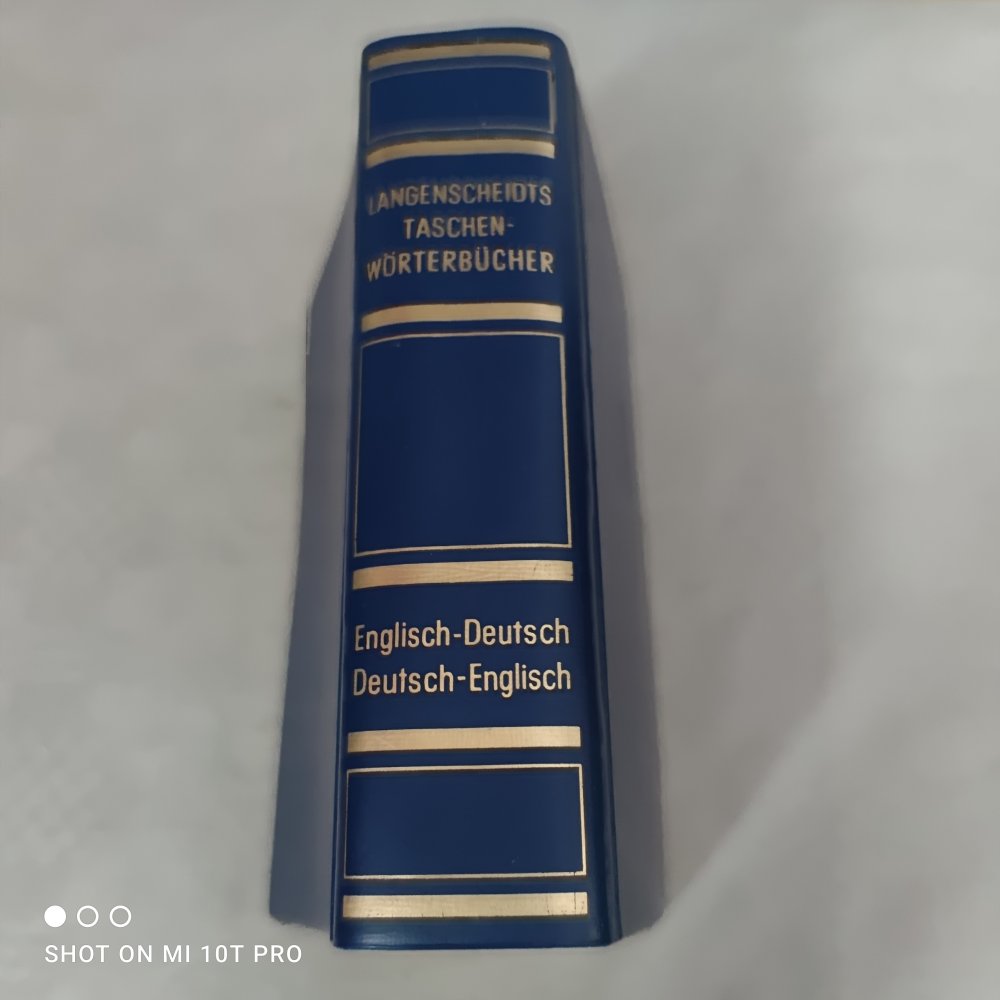 LANGENSCHEIDTS
TASCHEN-
WÖRTERBÜCHER
Englisch-Deutsch
Deutsch-Englisch
SHOT ON MI 10T PRO